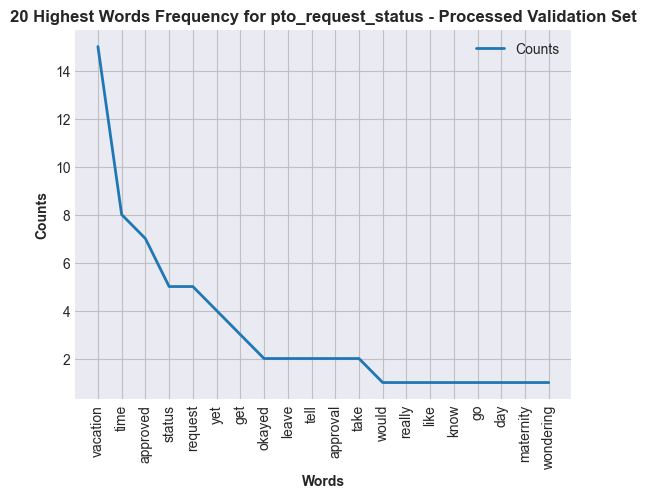 20 Highest Words Frequency for pto_request_status - Processed Validation Set
Counts
14
12
10
8
6
4
2
Counts
vacation
time
approved
status
request
yet
get
okayed
leave
tell
approval
take
would
really
like
know
go
day
maternity
wondering
Words